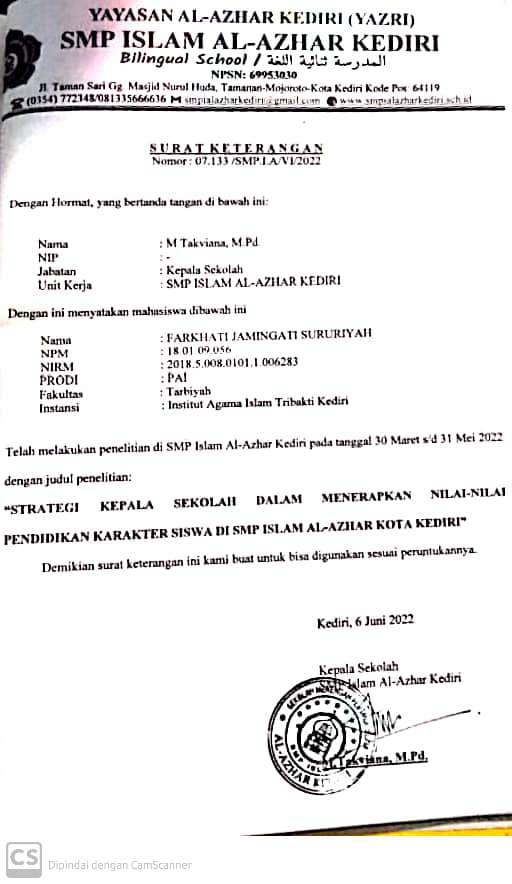 YAYASAN AL-AZHAR KEDIRI (YAZRI)
SMP ISLAM AL-AZHAR KEDIRI
Bilingual School / المدرسة ثنائية اللغة
NPSN: 69953030
Jl. Taman Sari Gg. Masjid Nurul Huda, Tamanan-Mojoroto-Kota Kediri Kode Pos 64119
(0354) 772348/081335666636 smpialazharkediri@gmail.com www.smpialazharkediri.sch.id
SURAT KETERANGAN
Nomor : 07.133 /SMP.I.A/VI/2022
Dengan Hormat, yang bertanda tangan di bawah ini:
Nama : M Takviana, M.Pd.
NIP : -
Jabatan : Kepala Sekolah
Unit Kerja : SMP ISLAM AL-AZHAR KEDIRI
Dengan ini menyatakan mahasiswa dibawah ini
Nama : FARKHATI JAMINGATI SURURIYAH
NPM : 18.01.09.056
NIRM : 2018.5.008.0101.1.006283
PRODI : PAI
Fakultas : Tarbiyah
Instansi : Institut Agama Islam Tribakti Kediri
Telah melakukan penelitian di SMP Islam Al-Azhar Kediri pada tanggal 30 Maret s/d 31 Mei 2022
dengan judul penelitian:
"STRATEGI KEPALA SEKOLAH DALAM MENERAPKAN NILAI-NILAI
PENDIDIKAN KARAKTER SISWA DI SMP ISLAM AL-AZHAR KOTA KEDIRI"
Demikian surat keterangan ini kami buat untuk bisa digunakan sesuai peruntukannya.
Kediri, 6 Juni 2022
Kepala Sekolah
SMP Islam Al-Azhar Kediri
M Takviana, M.Pd.
CS Dipindai dengan CamScanner